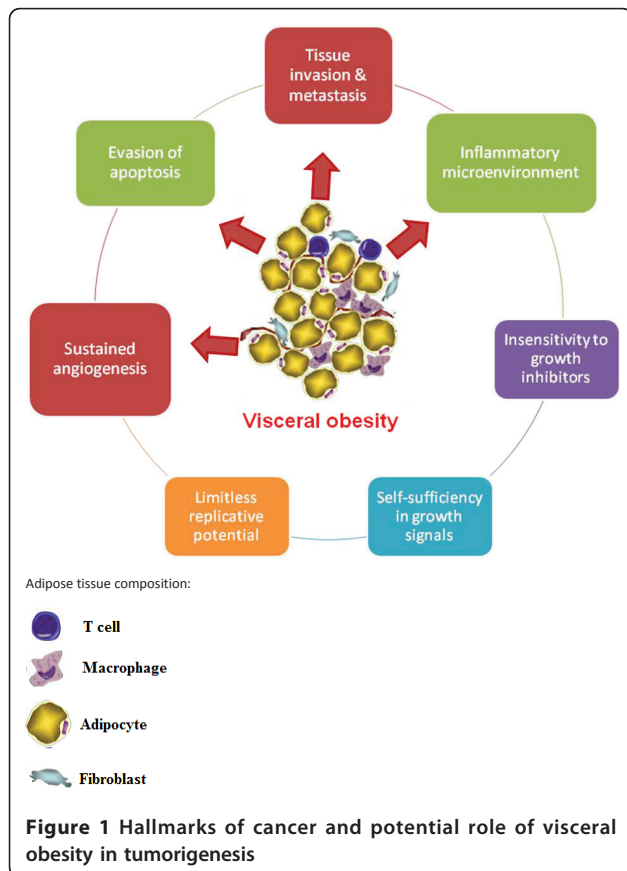 Tissue
invasion &
metastasis
Evasion of
apoptosis
Inflammatory
microenvironment
Sustained
angiogenesis
Insensitivity to
growth
inhibitors
Visceral obesity
Limitless
replicative
potential
Self-sufficiency
in growth
signals
Adipose tissue composition:
T cell
Macrophage
Adipocyte
Fibroblast
Figure 1 Hallmarks of cancer and potential role of visceral
obesity in tumorigenesis